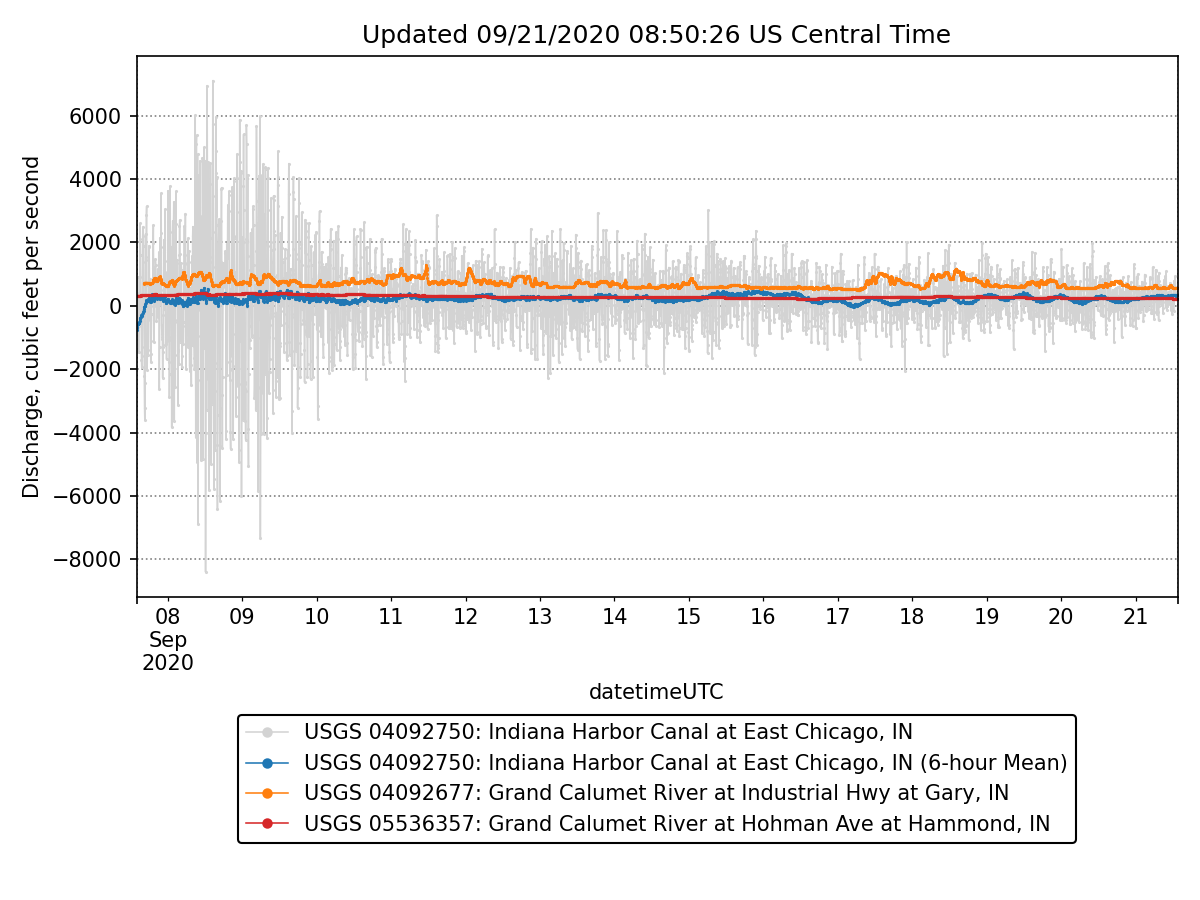 Updated 09/21/2020 08:50:26 US Central Time
Discharge, cubic feet per second
6000
4000
2000
0
−2000
−4000
−6000
−8000
08 09 10 11 12 13 14 15 16 17 18 19 20 21
Sep
2020
datetimeUTC
USGS 04092750: Indiana Harbor Canal at East Chicago, IN
USGS 04092750: Indiana Harbor Canal at East Chicago, IN (6-hour Mean)
USGS 04092677: Grand Calumet River at Industrial Hwy at Gary, IN
USGS 05536357: Grand Calumet River at Hohman Ave at Hammond, IN